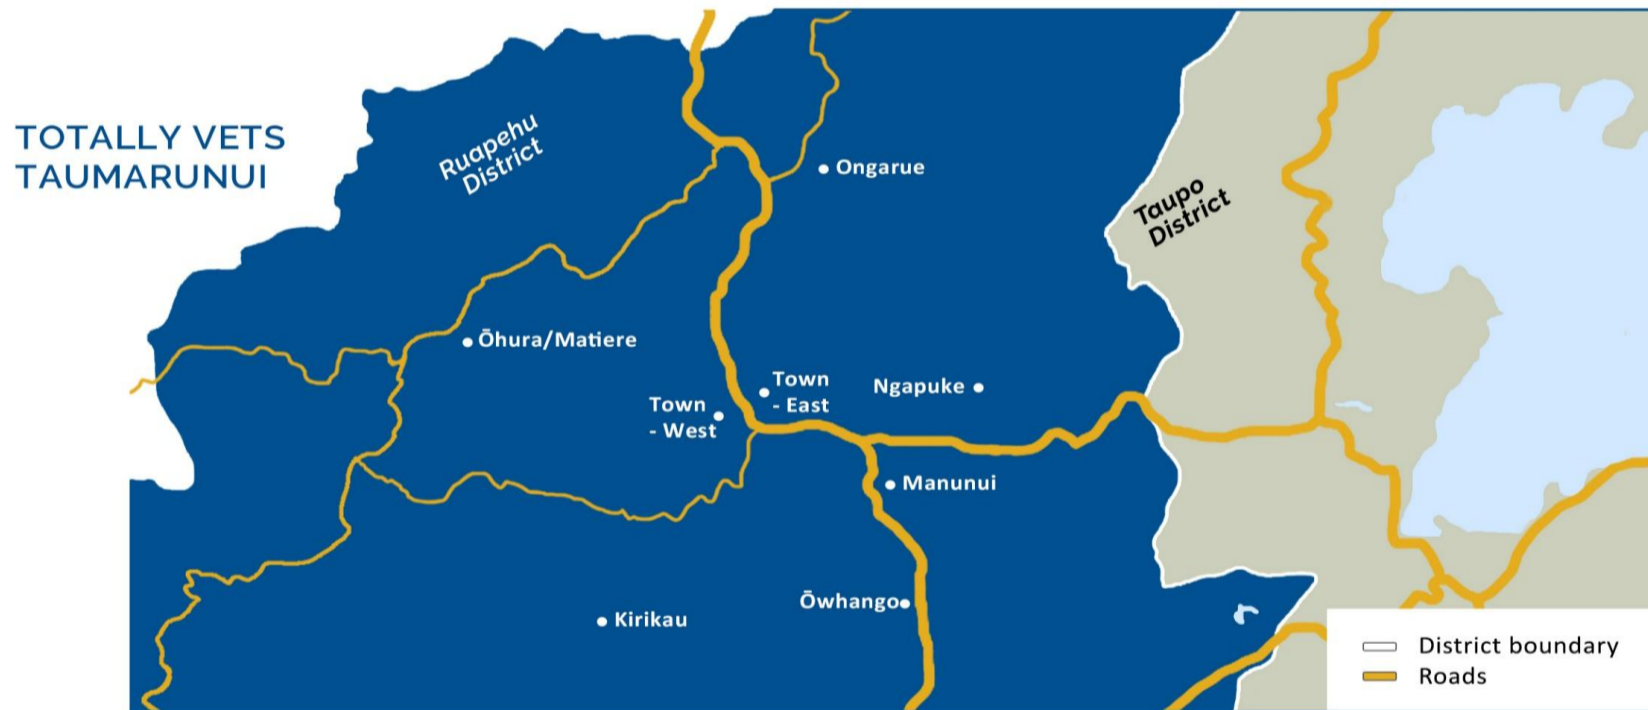 TOTALLY VETS
TAUMARUNUI
Ruapehu
District
Ongarue
Taupo
District
Ōhura/Matiere
Town
- East
Ngapuke
Town
- West
Manunui
Ōwhango
Kirikau
District boundary
Roads